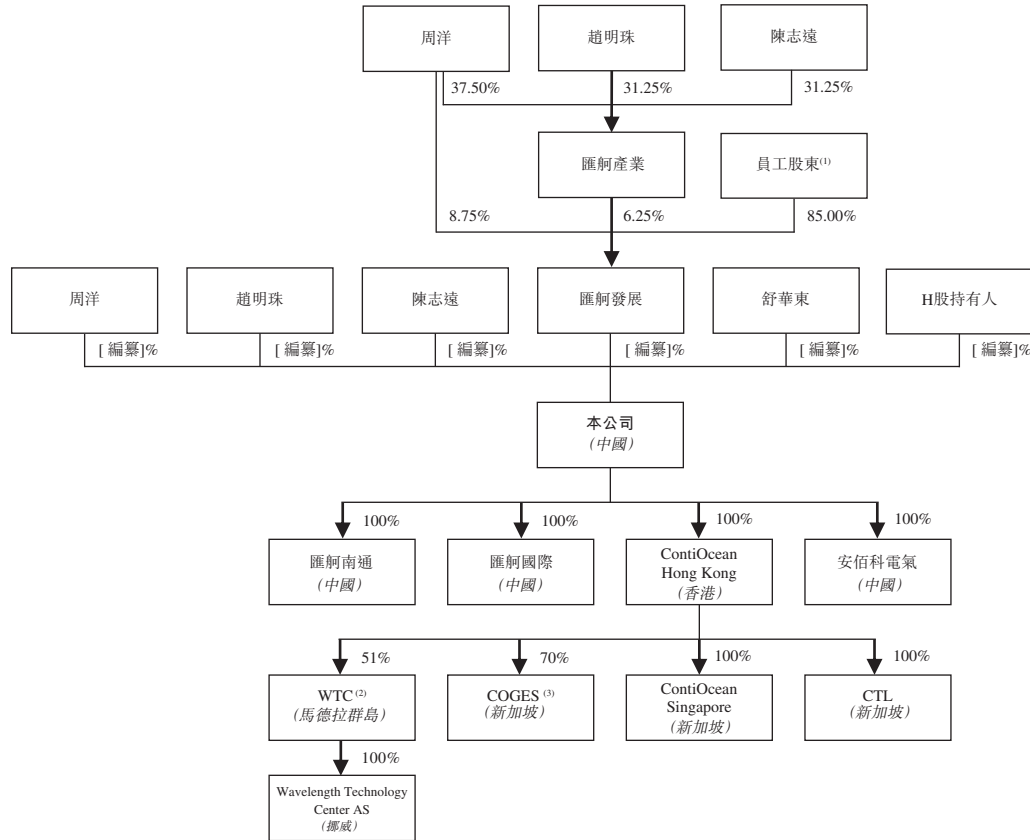 周洋
趙明珠
陳志遠
37.50%
31.25%
31.25%
匯舸產業
員工股東(1)
8.75%
6.25%
85.00%
周洋
趙明珠
陳志遠
匯舸發展
舒華東
H股持有人
[編纂]%
[編纂]%
[編纂]%
[編纂]%
[編纂]%
[編纂]%
本公司
(中國)
100%
100%
100%
100%
匯舸南通
(中國)
匯舸國際
(中國)
ContiOcean
Hong Kong
(香港)
安佰科電氣
(中國)
51%
70%
100%
100%
WTC (2)
(馬德拉群島)
COGES (3)
(新加坡)
ContiOcean
Singapore
(新加坡)
CTL
(新加坡)
100%
Wavelength Technology
Center AS
(挪威)